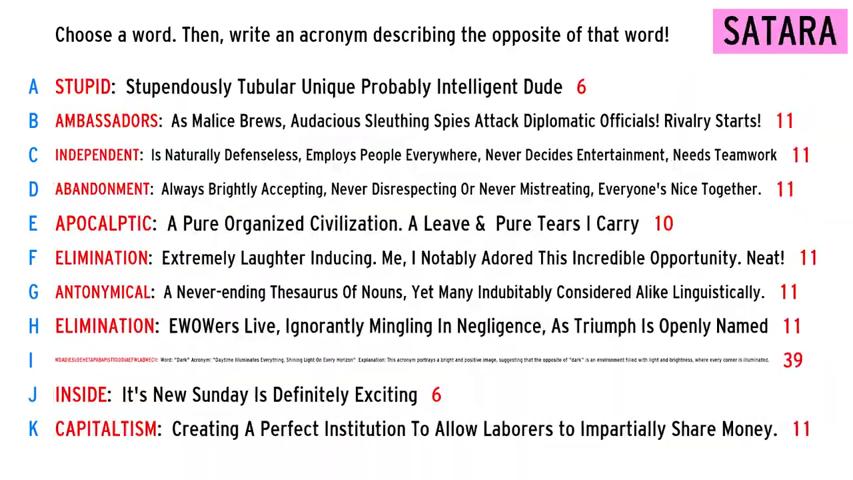 Choose a word. Then, write an acronym describing the opposite of that word!
SATARA
A STUPID: Stupendously Tubular Unique Probably Intelligent Dude 6
B AMBASSADORS: As Malice Brews, Audacious Sleuthing Spies Attack Diplomatic Officials! Rivalry Starts! 11
C INDEPENDENT: Is Naturally Defenseless, Employs People Everywhere, Never Decides Entertainment, Needs Teamwork 11
D ABANDONMENT: Always Brightly Accepting, Never Disrespecting Or Never Mistreating, Everyone's Nice Together. 11
E APOCALPTIC: A Pure Organized Civilization. A Leave & Pure Tears I Carry 10
F ELIMINATION: Extremely Laughter Inducing. Me, I Notably Adored This Incredible Opportunity. Neat! 11
G ANTONYMICAL: A Never-ending Thesaurus Of Nouns, Yet Many Indubitably Considered Alike Linguistically. 11
H ELIMINATION: EWOWers Live, Ignorantly Mingling In Negligence, As Triumph Is Openly Named 11
I Word: "Dark" Acronym: "Daytime Illuminates Everything, Shining Light On Every Horizon" Explanation: This acronym portrays a bright and positive image, suggesting that the opposite of "dark" is an environment filled with light and brightness, where every corner is illuminated. 39
J INSIDE: It's New Sunday Is Definitely Exciting 6
K CAPITALTISM: Creating A Perfect Institution To Allow Laborers to Impartially Share Money. 11